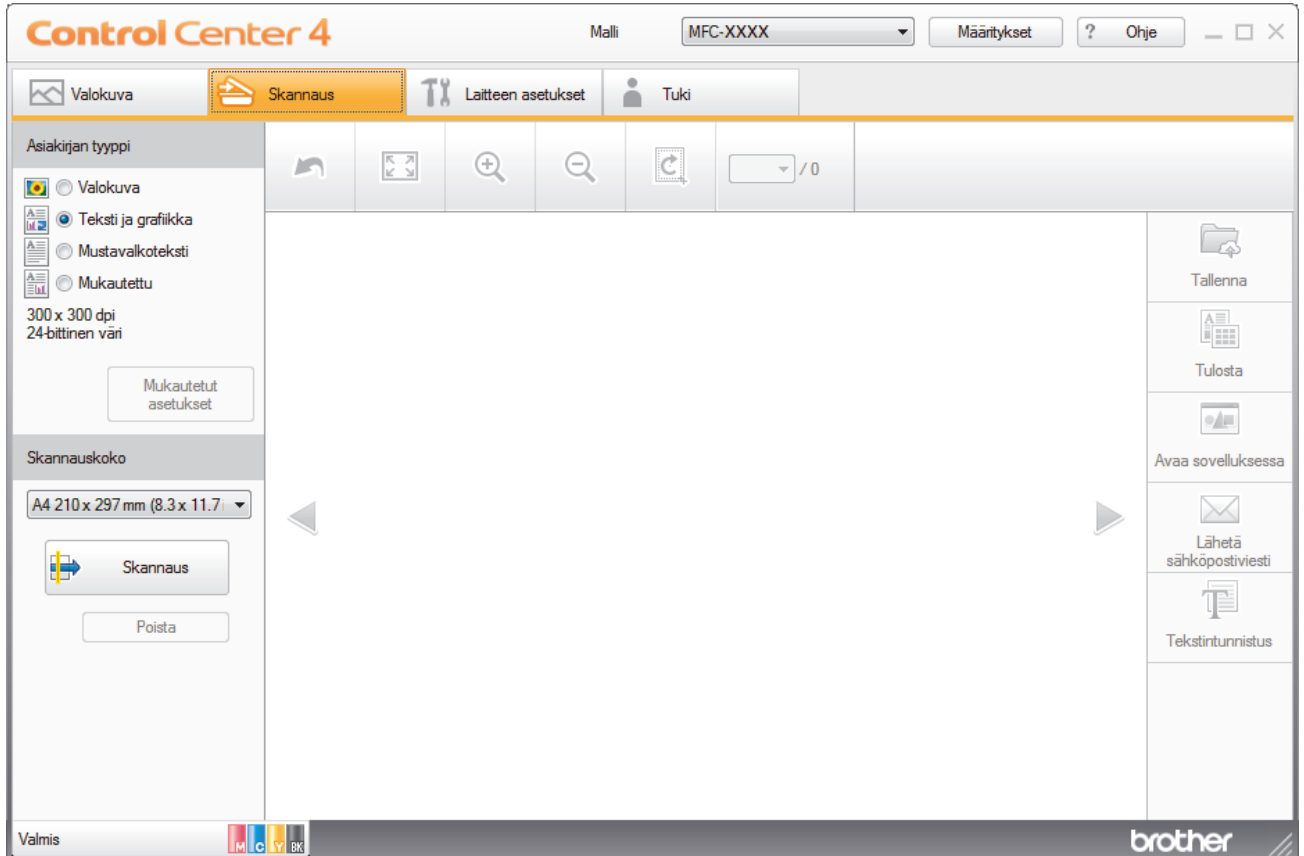 Control Center 4
Malli
MFC-XXXX
Määritykset
? Ohje
Valokuva
Skannaus
Laitteen asetukset
Tuki
Asiakirjan tyyppi
/ 0
Valokuva
Teksti ja grafiikka
Mustavalkoteksti
Mukautettu
300 x 300 dpi
24-bittinen väri
Mukautetut
asetukset
Skannauskoko
A4 210 x 297 mm (8.3 x 11.7
Skannaus
Poista
Tallenna
Tulosta
Avaa sovelluksessa
Lähetä
sähköpostiviesti
Tekstintunnistus
Valmis
M C Y BK
brother